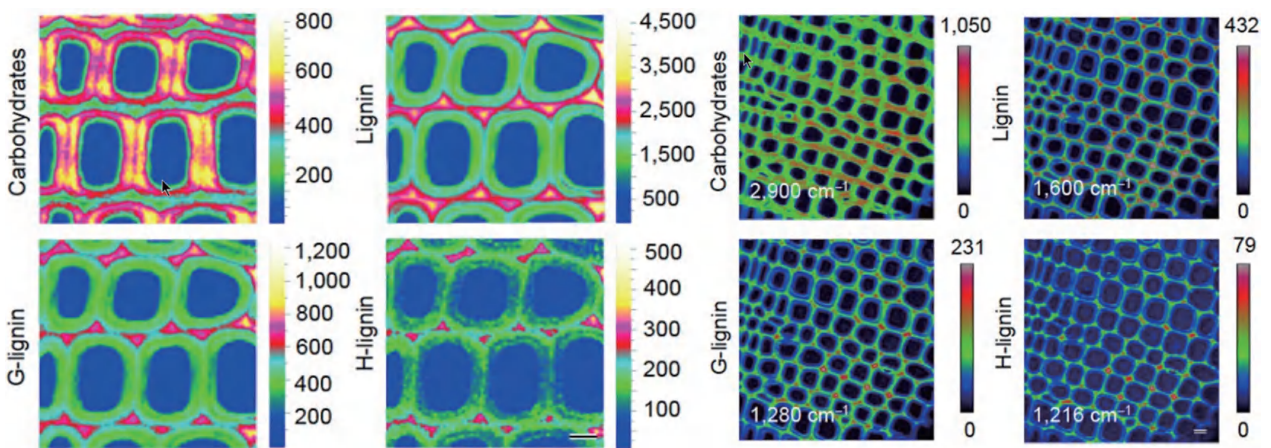 Carbohydrates
800
600
400
200
Lignin
4,500
3,500
2,500
1,500
500
Carbohydrates
2,900 cm⁻¹
1,050
0
Lignin
1,600 cm⁻¹
432
0
G-lignin
1,200
1,000
800
600
400
200
H-lignin
500
400
300
200
100
G-lignin
1,280 cm⁻¹
231
0
H-lignin
1,216 cm⁻¹
79
0